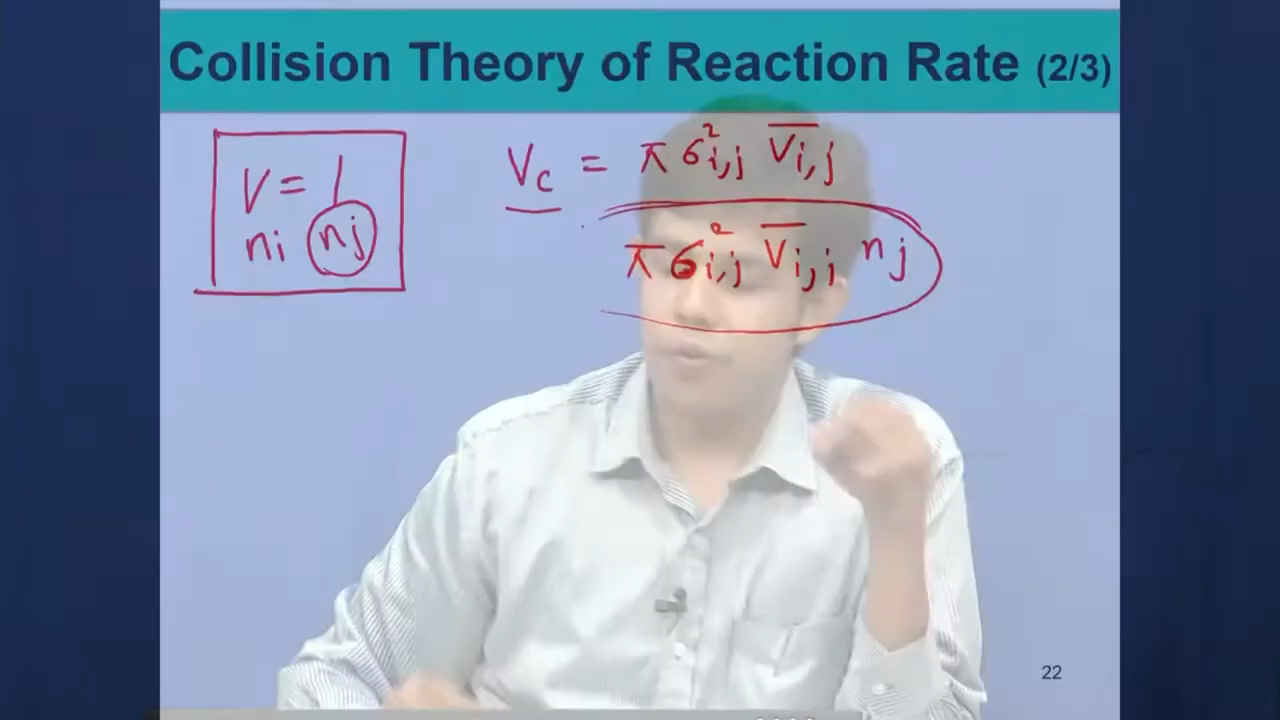 Collision Theory of Reaction Rate (2/3)
V = 1
ni nj
Vc = π σ²i,j V̅i,j
π σ²i,j V̅i,j nj
22